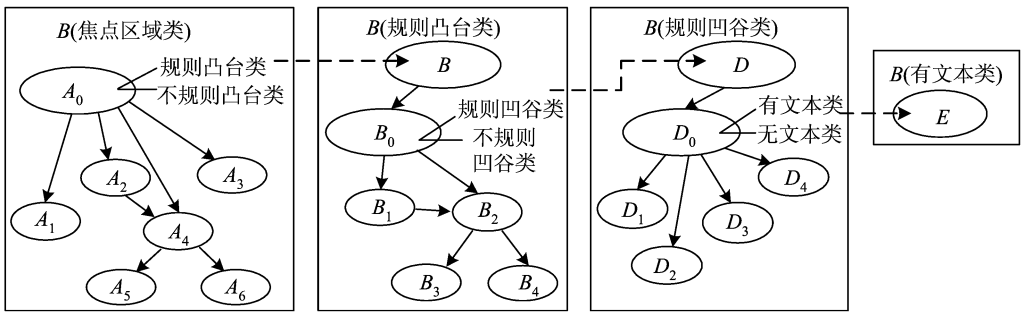 B(焦点区域类)
A0
规则凸台类
不规则凸台类
A1
A2
A3
A4
A5
A6
B(规则凸台类)
B
B0
规则凹谷类
不规则
凹谷类
B1
B2
B3
B4
B(规则凹谷类)
D
D0
有文本类
无文本类
D1
D2
D3
D4
B(有文本类)
E